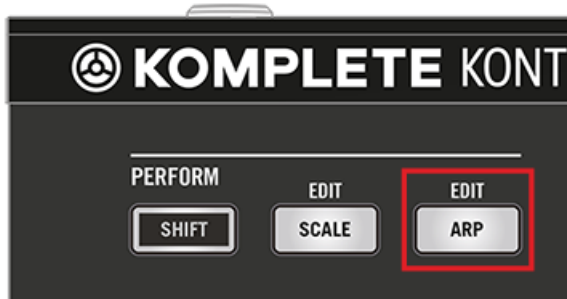 KOMPLETE KONT
PERFORM
EDIT EDIT
SHIFT SCALE ARP